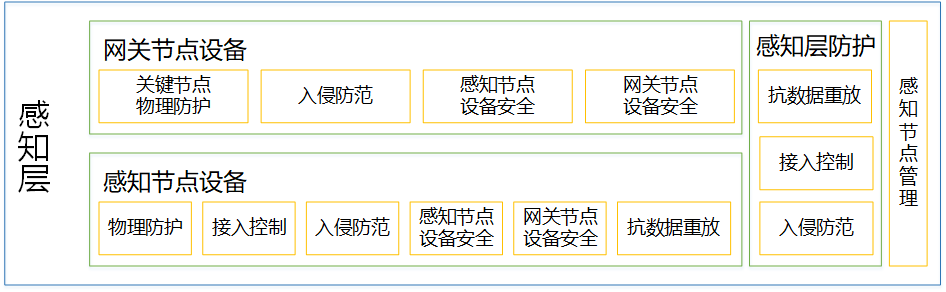 感知层
网关节点设备
关键节点
物理防护
入侵防范
感知节点
设备安全
网关节点
设备安全
感知节点设备
物理防护
接入控制
入侵防范
感知节点
设备安全
网关节点
设备安全
抗数据重放
感知层防护
抗数据重放
接入控制
入侵防范
感知节点管理